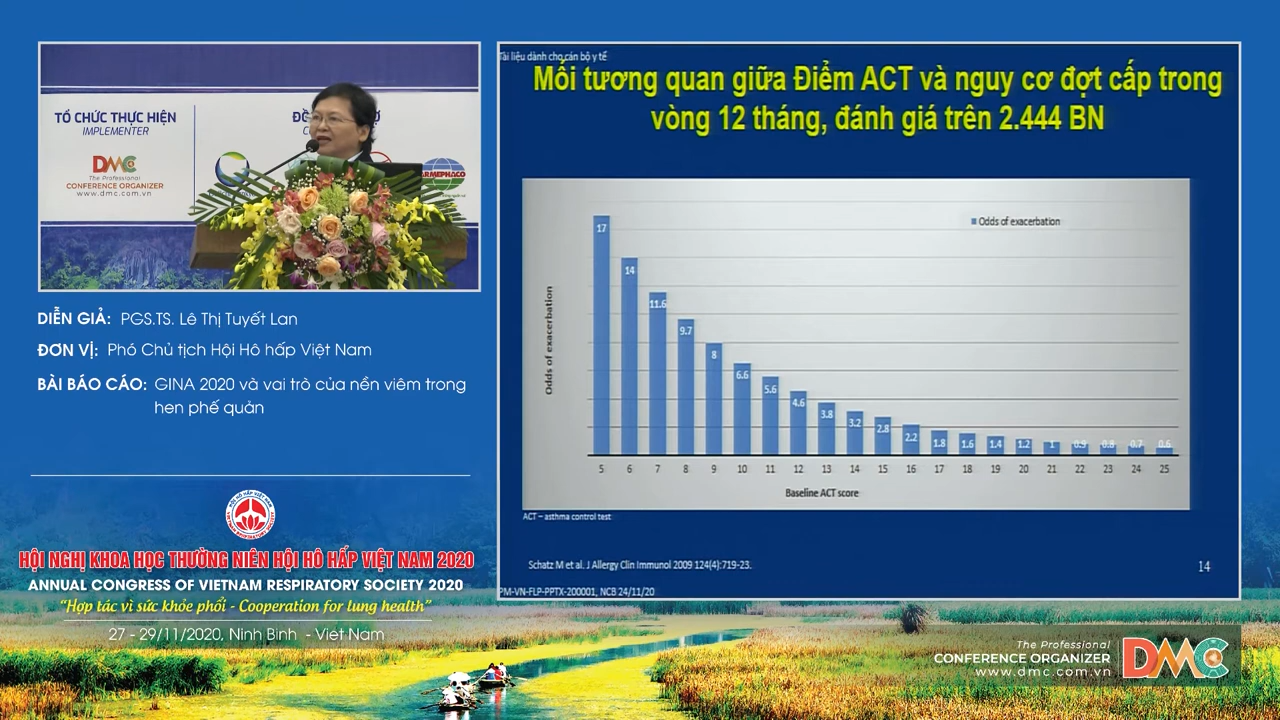 TỔ CHỨC THỰC HIỆN
IMPLEMENTER
DMC
The Professional
CONFERENCE ORGANIZER
www.dmc.com.vn
DIỄN GIẢ: PGS.TS. Lê Thị Tuyết Lan
ĐƠN VỊ: Phó Chủ tịch Hội Hô hấp Việt Nam
BÀI BÁO CÁO: GINA 2020 và vai trò của nền viêm trong
hen phế quản
HỘI NGHỊ KHOA HỌC THƯỜNG NIÊN HỘI HÔ HẤP VIỆT NAM 2020
ANNUAL CONGRESS OF VIETNAM RESPIRATORY SOCIETY 2020
“Hợp tác vì sức khỏe phổi - Cooperation for lung health”
27 - 29/11/2020, Ninh Bình - Việt Nam
Tài liệu dành cho cán bộ y tế
Mối tương quan giữa Điểm ACT và nguy cơ đợt cấp trong
vòng 12 tháng, đánh giá trên 2.444 BN
Odds of exacerbation
Odds of exacerbation
17 14 11.6 9.7 8 6.6 5.6 4.6 3.8 3.2 2.8 2.2 1.8 1.6 1.4 1.2 1 0.9 0.8 0.7 0.6
5 6 7 8 9 10 11 12 13 14 15 16 17 18 19 20 21 22 23 24 25
Baseline ACT score
ACT – asthma control test
Schatz M et al. J Allergy Clin Immunol 2009 124(4):719-23.
14
PM-VN-FLP-PPTX-200001, NCB 24/11/20
The Professional
CONFERENCE ORGANIZER
www.dmc.com.vn
DMC